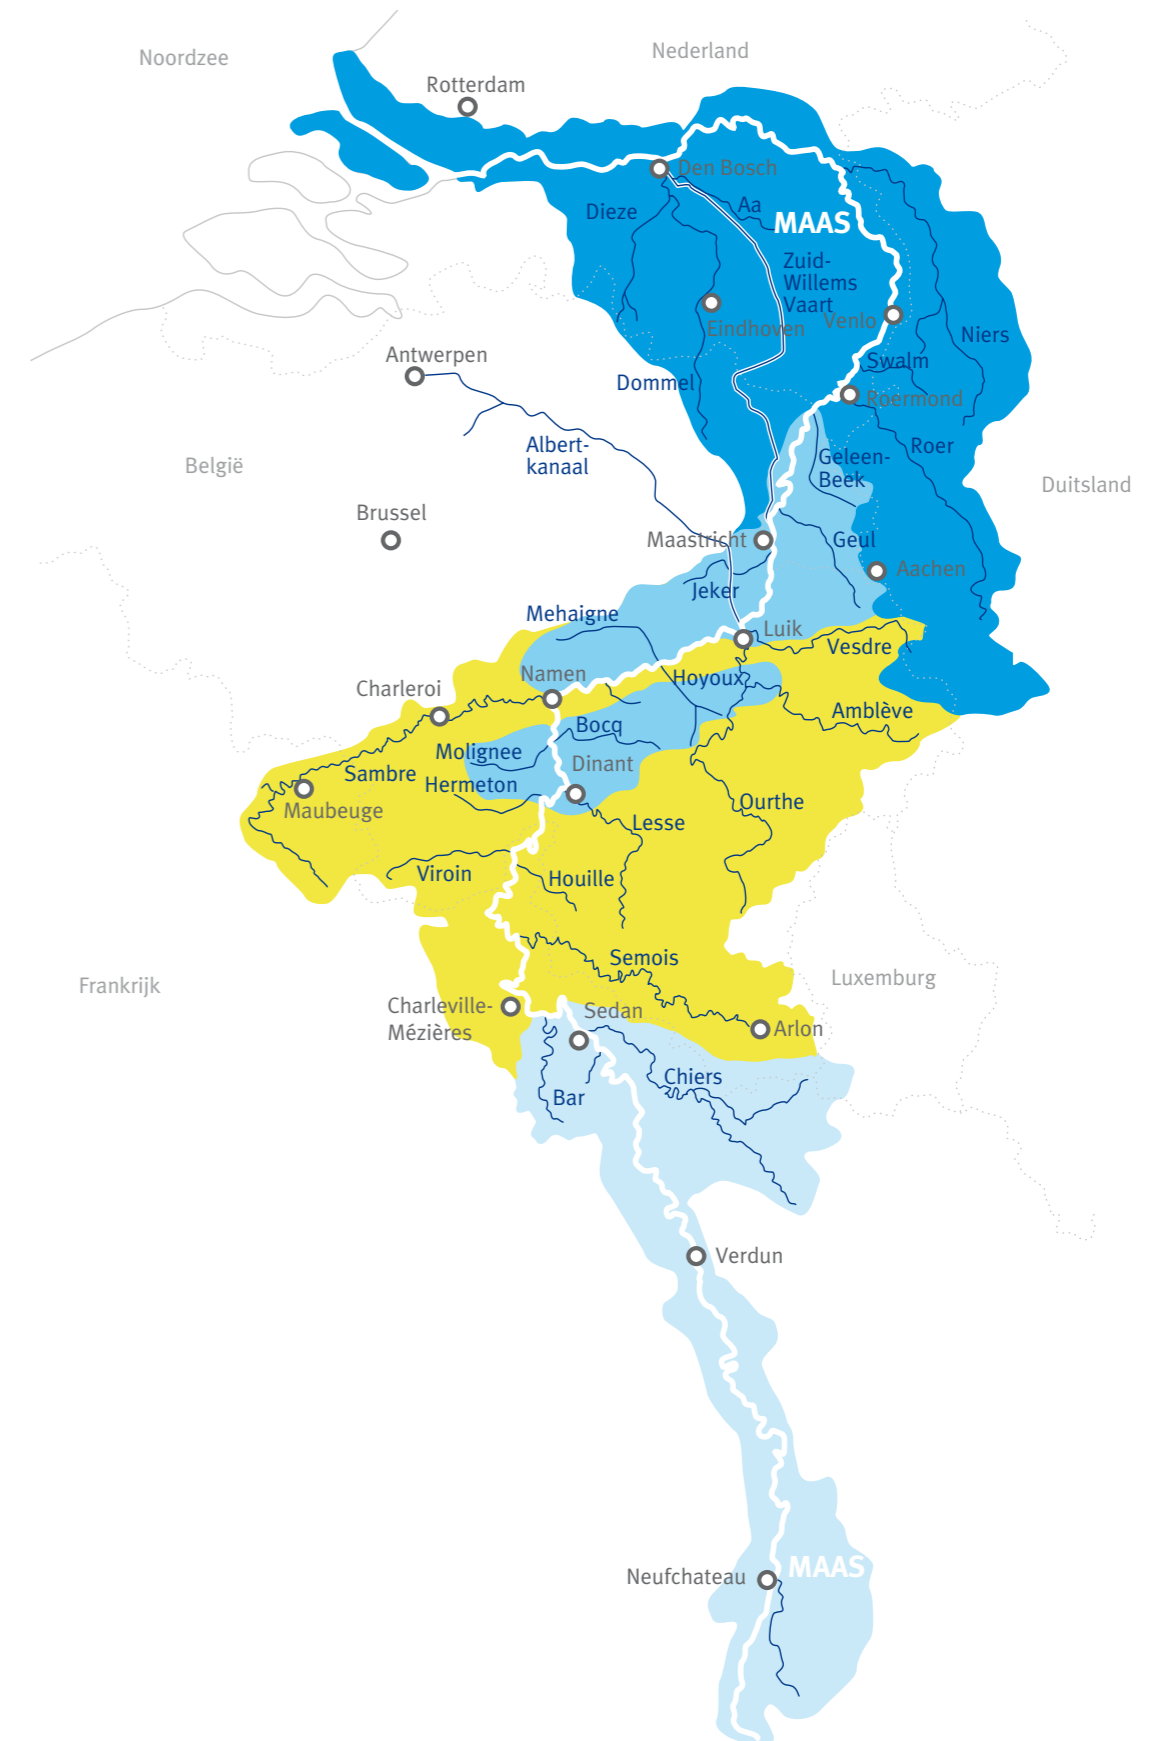 Noordzee
Nederland
Rotterdam
Den Bosch
Dieze
Aa
MAAS
Zuid-
Willems
Vaart
Eindhoven
Venlo
Niers
Antwerpen
Swalm
Dommel
Roermond
Albert-
kanaal
Geleen-
Beek
Roer
België
Duitsland
Brussel
Maastricht
Geul
Aachen
Jeker
Mehaigne
Luik
Vesdre
Namen
Hoyoux
Charleroi
Amblève
Bocq
Molignee
Dinant
Sambre
Hermeton
Maubeuge
Ourthe
Lesse
Viroin
Houille
Semois
Frankrijk
Luxemburg
Charleville-
Mézières
Sedan
Arlon
Chiers
Bar
Verdun
Neufchateau
MAAS